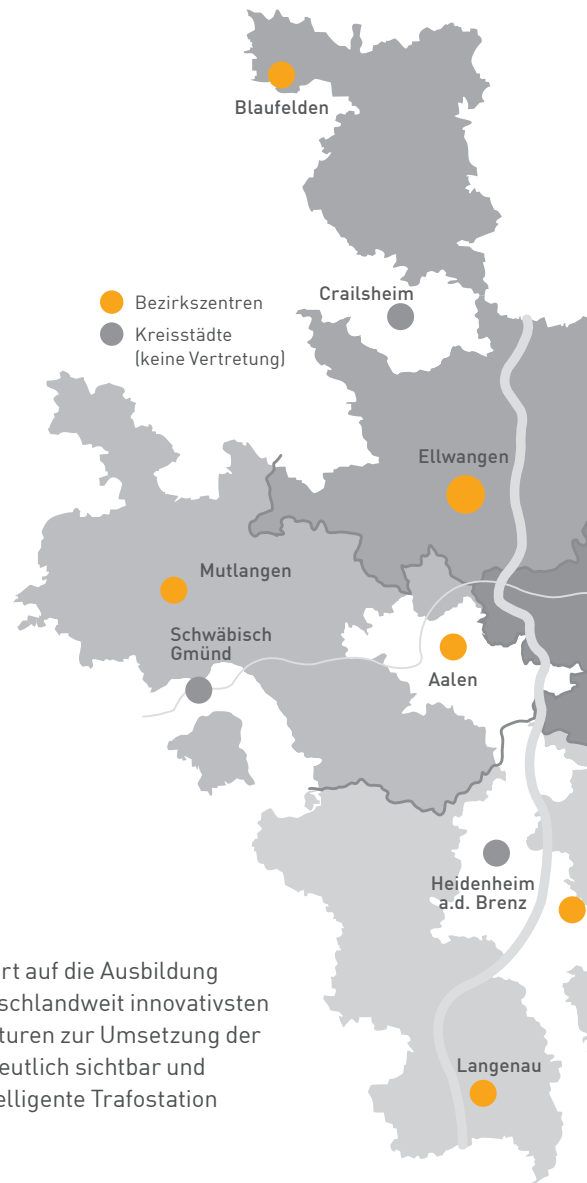 Blaufelden
Crailsheim
Bezirkszentren
Kreisstädte
(keine Vertretung)
Ellwangen
Mutlangen
Schwäbisch
Gmünd
Aalen
Heidenheim
a.d. Brenz
rt auf die Ausbildung
schlandweit innovativsten
turen zur Umsetzung der
eutlich sichtbar und
elligente Trafostation
Langenau